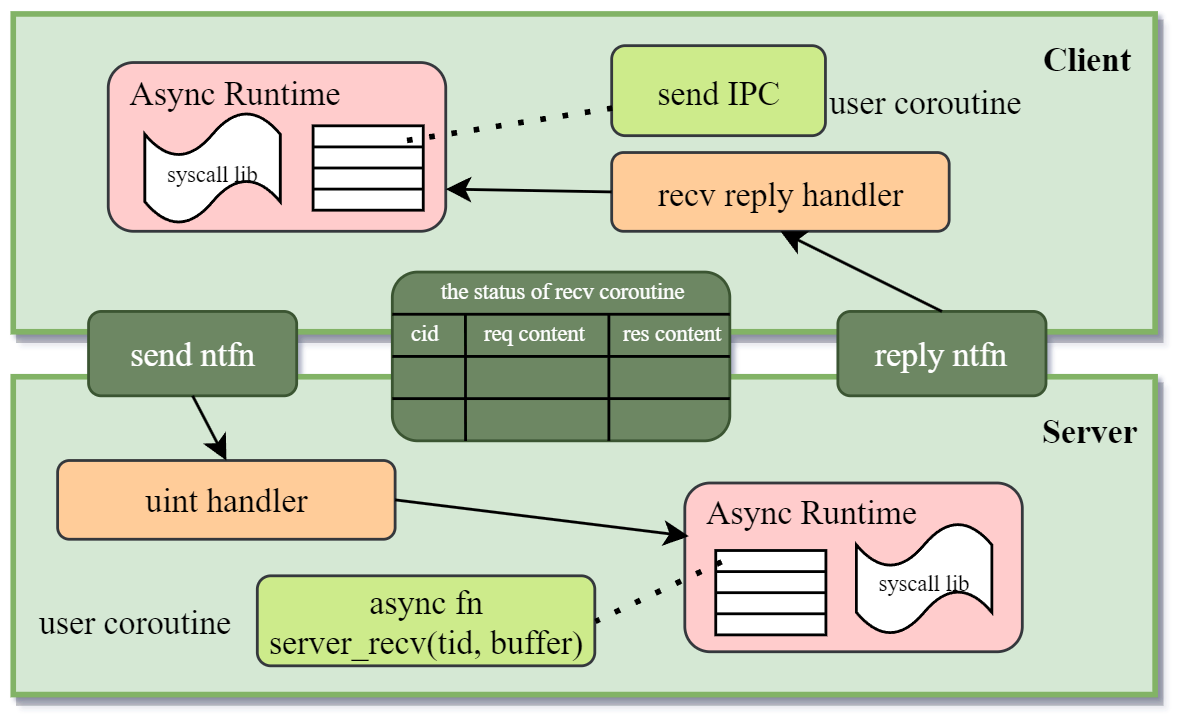 Client
Async Runtime
syscall lib
send IPC
user coroutine
recv reply handler
the status of recv coroutine
cid
req content
res content
send ntfn
reply ntfn
Server
uint handler
Async Runtime
syscall lib
user coroutine
async fn
server_recv(tid, buffer)